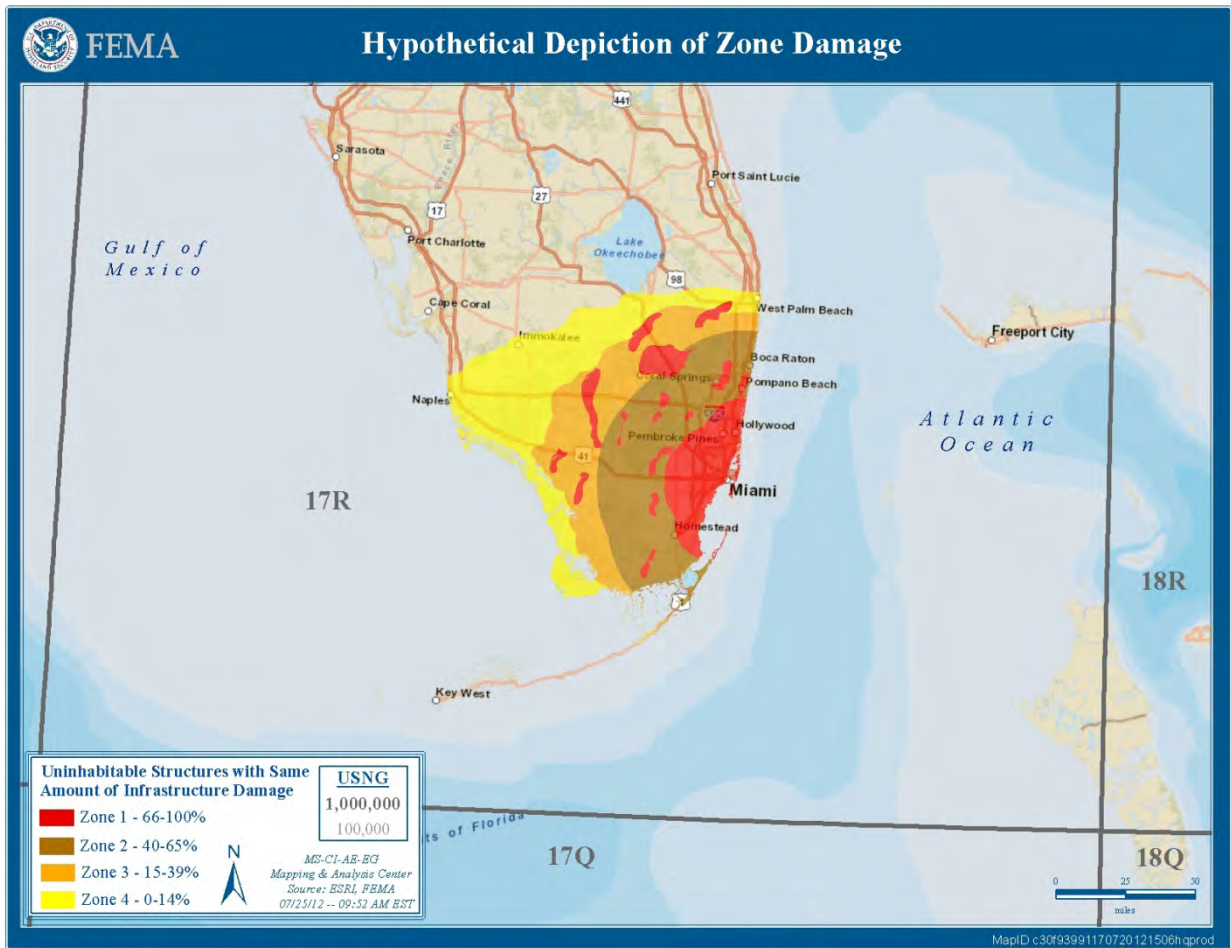 FEMA
Hypothetical Depiction of Zone Damage
441
Sarasota
Peace River
Port Saint Lucie
17
27
Port Charlotte
Gulf of
Mexico
Lake
Okeechobee
98
Cape Coral
West Palm Beach
Immokalee
Freeport City
Boca Raton
Coral Springs
Pompano Beach
Naples
Hollywood
Atlantic
Ocean
Pembroke Pines
41
Miami
17R
Homestead
18R
1
Key West
Uninhabitable Structures with Same
Amount of Infrastructure Damage
Zone 1 - 66-100%
Zone 2 - 40-65%
Zone 3 - 15-39%
Zone 4 - 0-14%
USNG
1,000,000
100,000
N
MS-CI-AE-EG
Mapping & Analysis Center
Source: ESRI, FEMA
07/25/12 -- 09:52 AM EST
of Florida
17Q
18Q
0 25 50
miles
MapID c30f93991170720121506hqprod